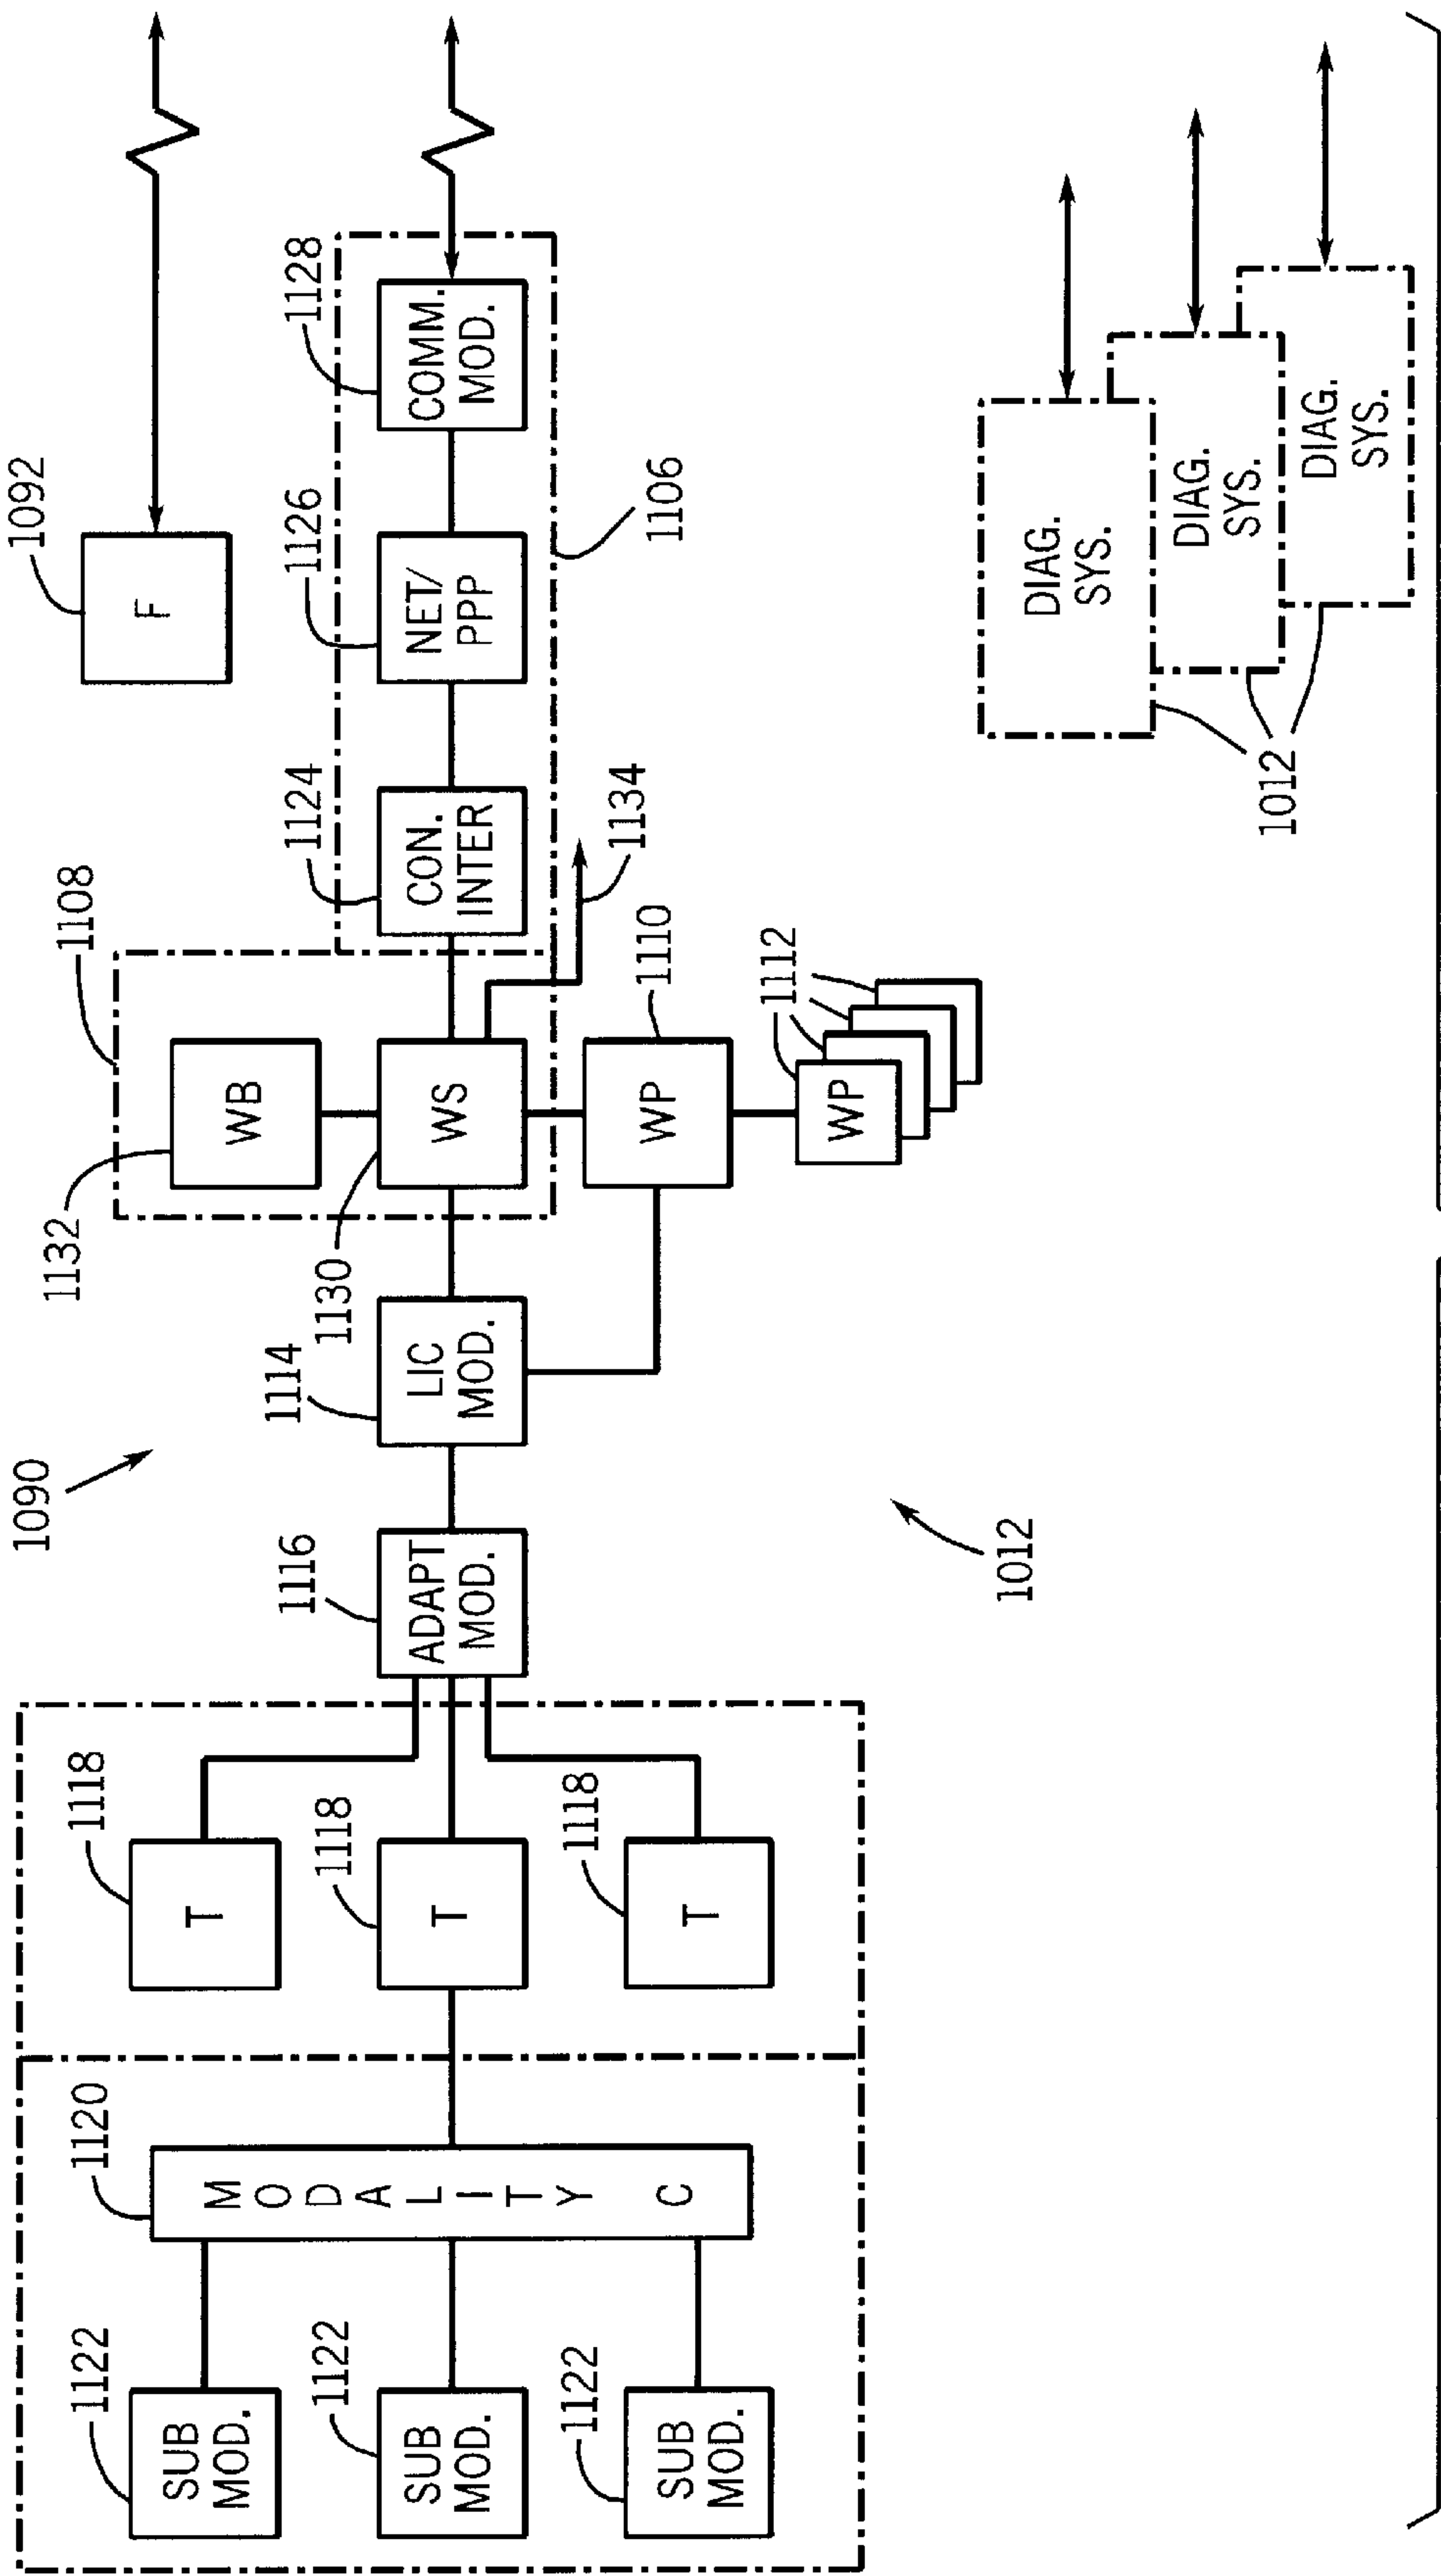 1090
1092
F
1108
1132
WB
1124
1126
1128
1118
T
1122
SUB
MOD.
1120
MODALITY C
1122
SUB
MOD.
1118
T
1116
ADAPT
MOD.
1114
LIC
MOD.
1130
WS
CON.
INTER
NET/
PPP
COMM.
MOD.
1106
1134
1122
SUB
MOD.
1118
T
WP
1110
WP
1112
1012
DIAG.
SYS.
DIAG.
SYS.
DIAG.
SYS.
1012